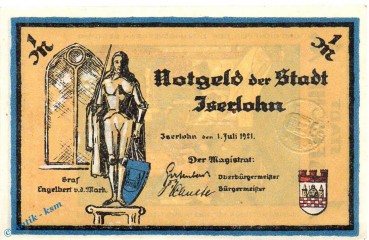 1 M
1 M
Notgeld der Stadt
Iserlohn
Iserlohn den 1. Juli 1921.
Der Magistrat:
Oberbürgermeister
Bürgermeister
Graf
Engelbert v. d. Mark.